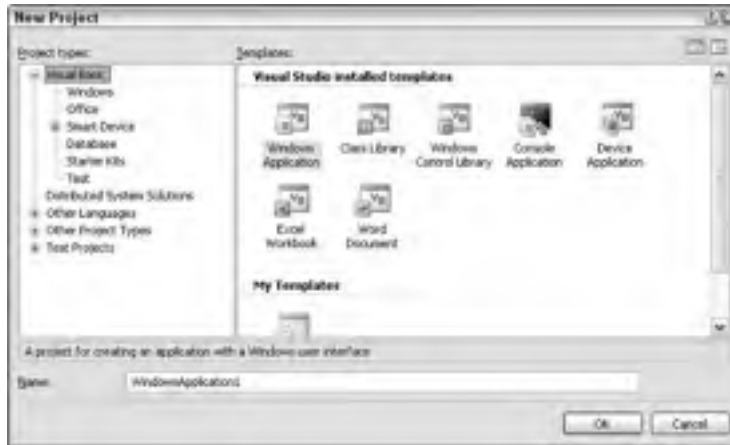 New Project
Project types:
Templates:
Visual Basic
Windows
Office
Smart Device
Database
Starter Kits
Test
Distributed System Solutions
Other Languages
Other Project Types
Test Projects
Visual Studio installed templates
Windows Application
Class Library
Windows Control Library
Console Application
Device Application
Excel Workbook
Word Document
My Templates
A project for creating an application with a Windows user interface
Name:
WindowsApplication1
OK
Cancel